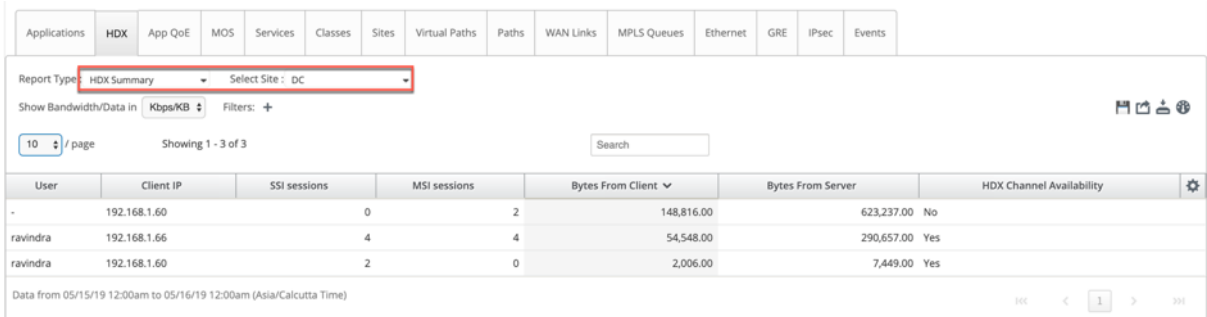 Applications HDX App QoE MOS Services Classes Sites Virtual Paths Paths WAN Links MPLS Queues Ethernet GRE IPsec Events
Report Type: HDX Summary Select Site : DC
Show Bandwidth/Data in Kbps/KB Filters: +
10 / page Showing 1 - 3 of 3 Search
User Client IP SSI sessions MSI sessions Bytes From Client Bytes From Server HDX Channel Availability
- 192.168.1.60 0 2 148,816.00 623,237.00 No
ravindra 192.168.1.66 4 4 54,548.00 290,657.00 Yes
ravindra 192.168.1.60 2 0 2,006.00 7,449.00 Yes
Data from 05/15/19 12:00am to 05/16/19 12:00am (Asia/Calcutta Time) 1